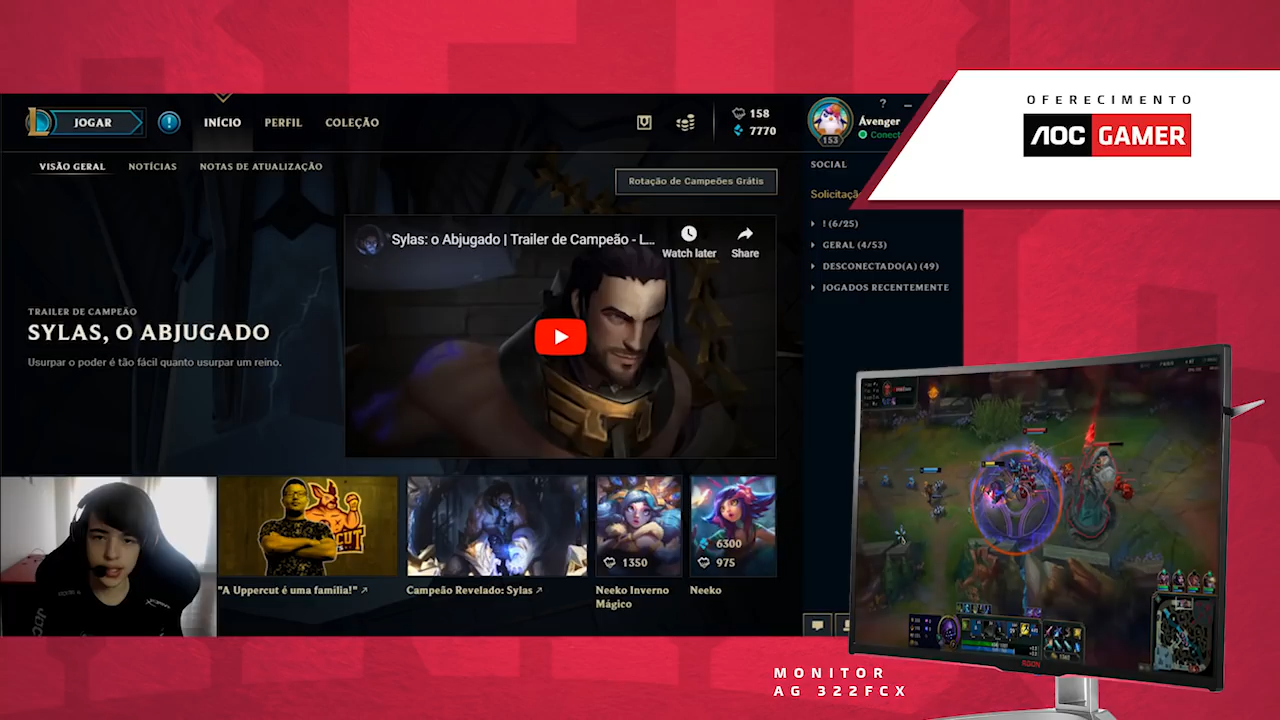 OFERECIMENTO
AOC GAMER
JOGAR
INÍCIO
PERFIL
COLEÇÃO
158
7770
?
Ávenger
Conect
153
VISÃO GERAL
NOTÍCIAS
NOTAS DE ATUALIZAÇÃO
Rotação de Campeões Grátis
SOCIAL
Solicitaçã
! (6/25)
GERAL (4/53)
DESCONECTADO(A) (49)
JOGADOS RECENTEMENTE
Sylas: o Abjugado | Trailer de Campeão - L...
Watch later
Share
TRAILER DE CAMPEÃO
SYLAS, O ABJUGADO
Usurpar o poder é tão fácil quanto usurpar um reino.
"A Uppercut é uma família!"
Campeão Revelado: Sylas
1350
Neeko Inverno
Mágico
6300
975
Neeko
MONITOR
AG 322FCX